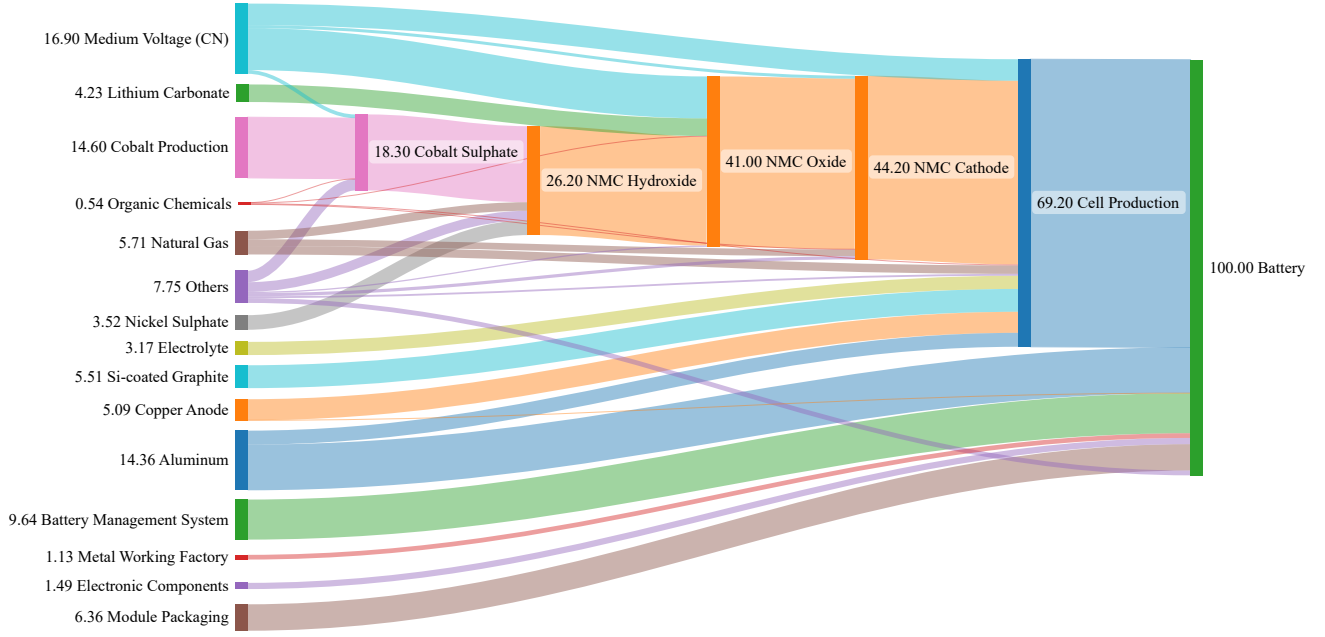 16.90 Medium Voltage (CN)
4.23 Lithium Carbonate
14.60 Cobalt Production
18.30 Cobalt Sulphate
41.00 NMC Oxide
44.20 NMC Cathode
26.20 NMC Hydroxide
0.54 Organic Chemicals
69.20 Cell Production
5.71 Natural Gas
100.00 Battery
7.75 Others
3.52 Nickel Sulphate
3.17 Electrolyte
5.51 Si-coated Graphite
5.09 Copper Anode
14.36 Aluminum
9.64 Battery Management System
1.13 Metal Working Factory
1.49 Electronic Components
6.36 Module Packaging